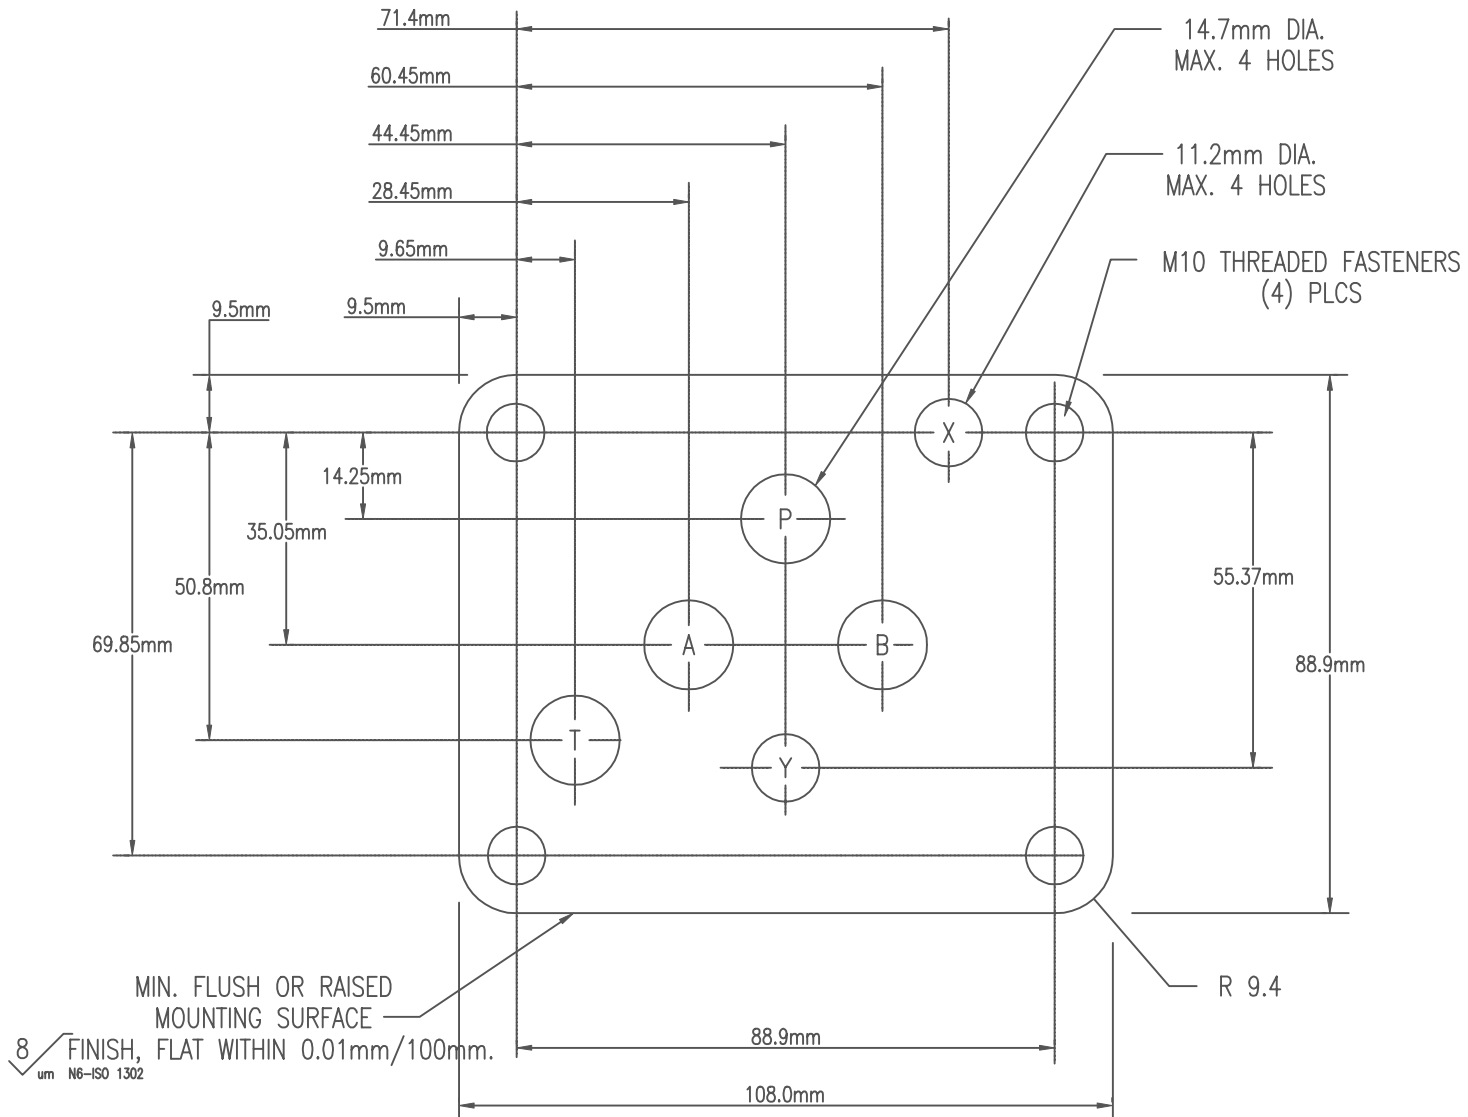 71.4mm
14.7mm DIA.
MAX. 4 HOLES
60.45mm
44.45mm
11.2mm DIA.
MAX. 4 HOLES
28.45mm
9.65mm
M10 THREADED FASTENERS
(4) PLCS
9.5mm
9.5mm
X
14.25mm
P
35.05mm
55.37mm
50.8mm
69.85mm
A
B
88.9mm
T
Y
MIN. FLUSH OR RAISED
MOUNTING SURFACE
R 9.4
8 FINISH, FLAT WITHIN 0.01mm/100mm.
um N6-ISO 1302
88.9mm
108.0mm